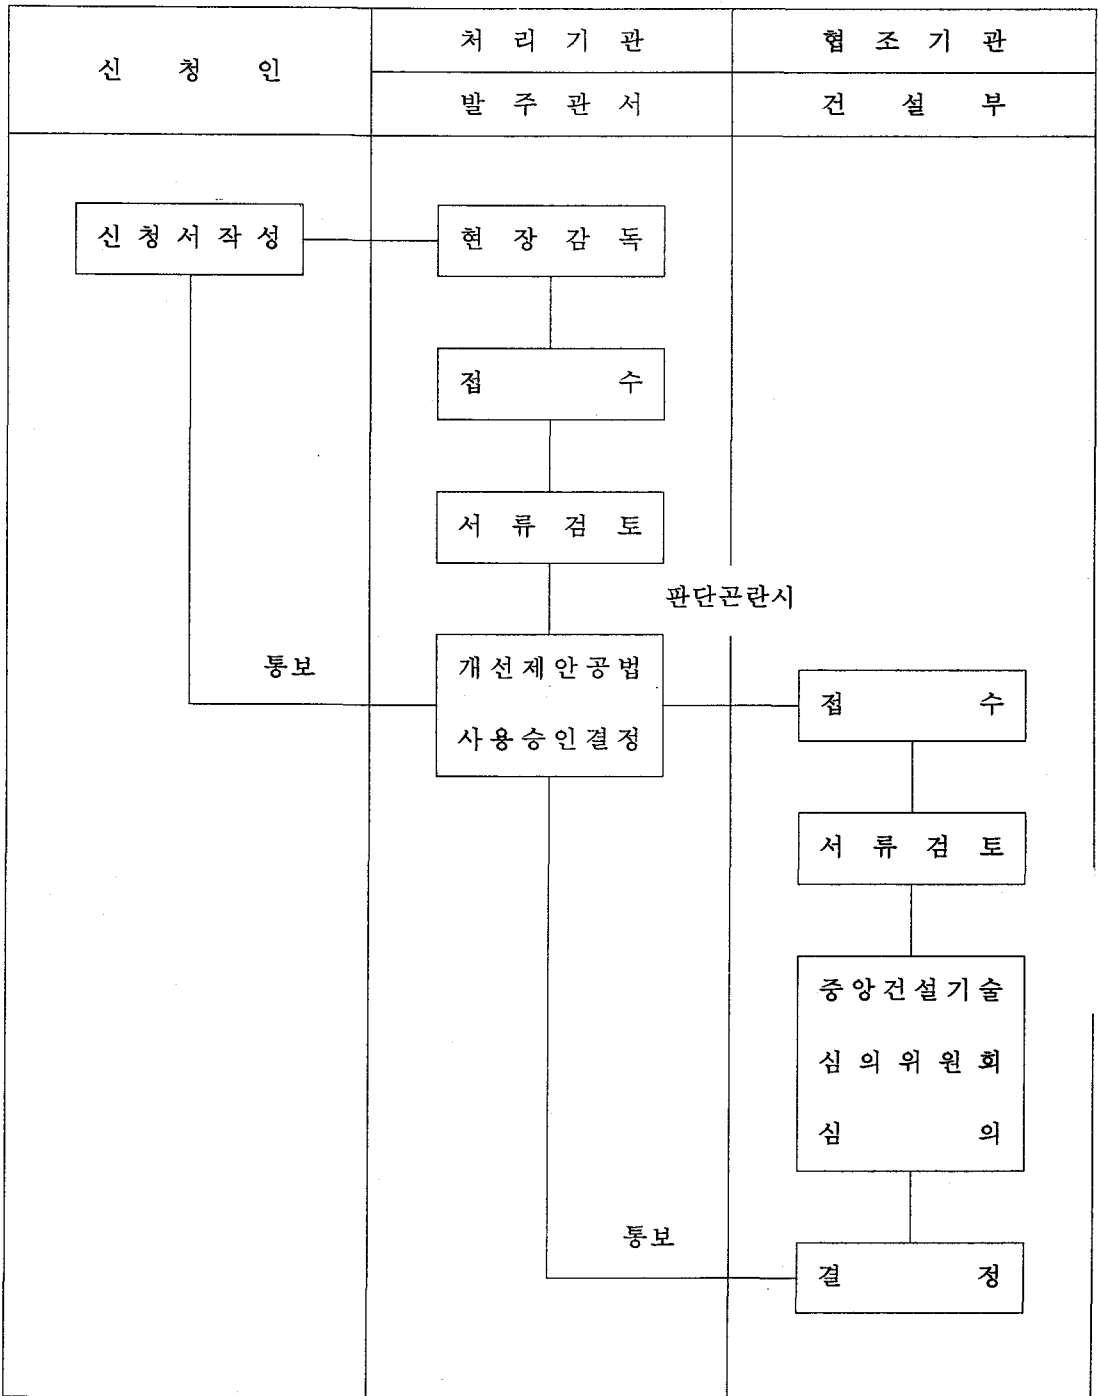 신청인
처리기관
협조기관
발주관서
건설부
신청서작성
현장감독
접수
서류검토
판단곤란시
통보
개선제안공법
사용승인결정
접수
서류검토
중앙건설기술
심의위원회
심의
통보
결정